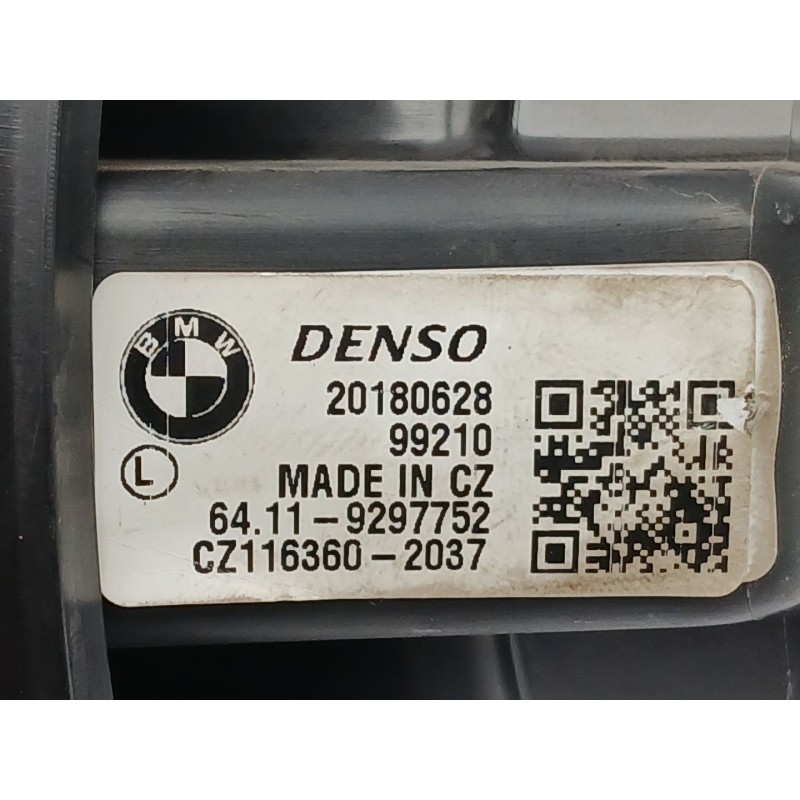 BMW
DENSO
20180628
99210
L
MADE IN CZ
64.11-9297752
CZ116360-2037